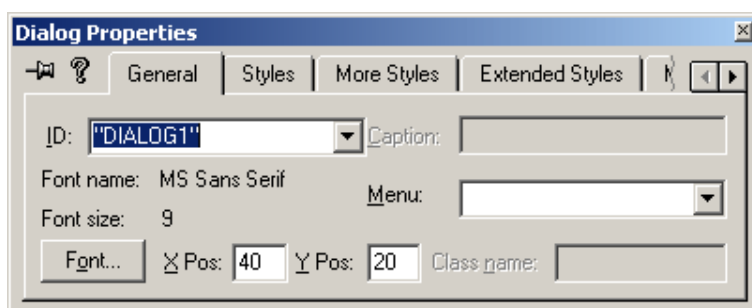 Dialog Properties
General Styles More Styles Extended Styles
ID: "DIALOG1" Caption:
Font name: MS Sans Serif
Menu:
Font size: 9
Font... X Pos: 40 Y Pos: 20 Class name: